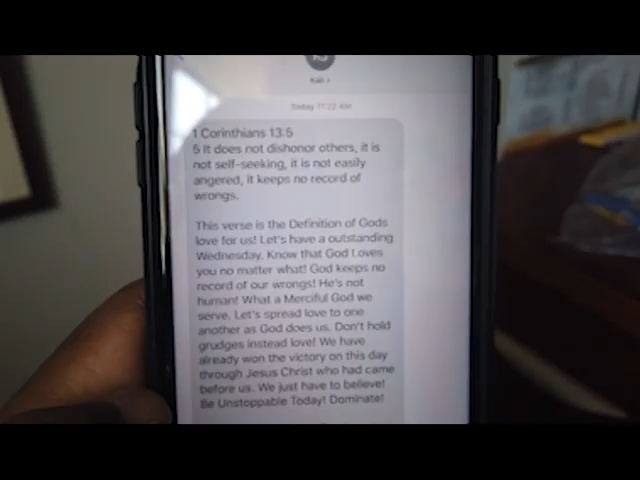 Today 11:22 AM
1 Corinthians 13:5
5 It does not dishonor others, it is
not self-seeking, it is not easily
angered, it keeps no record of
wrongs.
This verse is the Definition of Gods
love for us! Let's have a outstanding
Wednesday. Know that God Loves
you no matter what! God keeps no
record of our wrongs! He's not
human! What a Merciful God we
serve. Let's spread love to one
another as God does us. Don't hold
grudges instead love! We have
already won the victory on this day
through Jesus Christ who had came
before us. We just have to believe!
Be Unstoppable Today! Dominate!